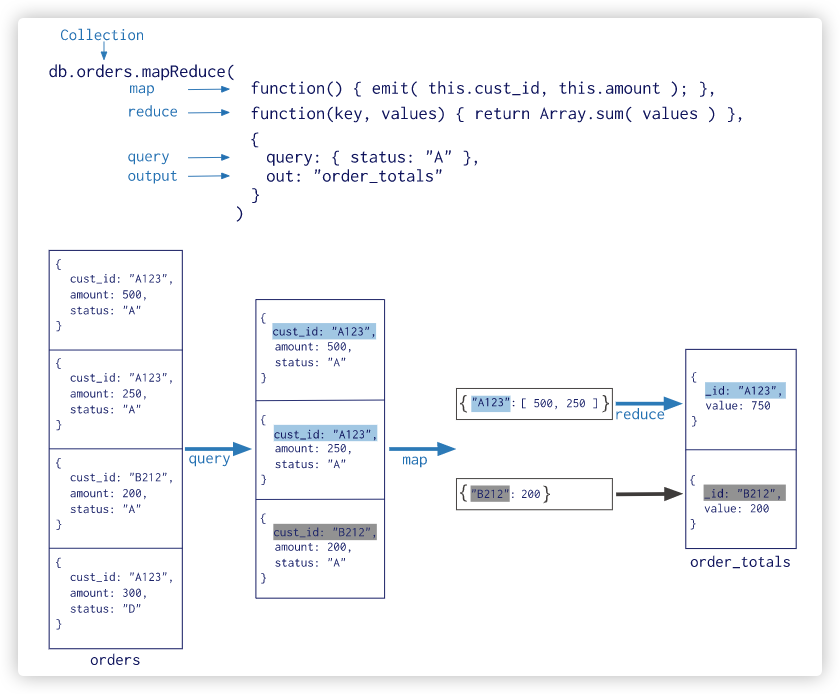 Collection
db.orders.mapReduce(
map function() { emit( this.cust_id, this.amount ); },
reduce function(key, values) { return Array.sum( values ) },
{
query query: { status: "A" },
output out: "order_totals"
}
)
{
cust_id: "A123",
amount: 500,
status: "A"
}
{
cust_id: "A123",
amount: 250,
status: "A"
}
{
cust_id: "B212",
amount: 200,
status: "A"
}
{
cust_id: "A123",
amount: 300,
status: "D"
}
orders
query
{
cust_id: "A123",
amount: 500,
status: "A"
}
{
cust_id: "A123",
amount: 250,
status: "A"
}
{
cust_id: "B212",
amount: 200,
status: "A"
}
map
{"A123": [ 500, 250 ]}
{"B212": 200}
reduce
{
_id: "A123",
value: 750
}
{
_id: "B212",
value: 200
}
order_totals